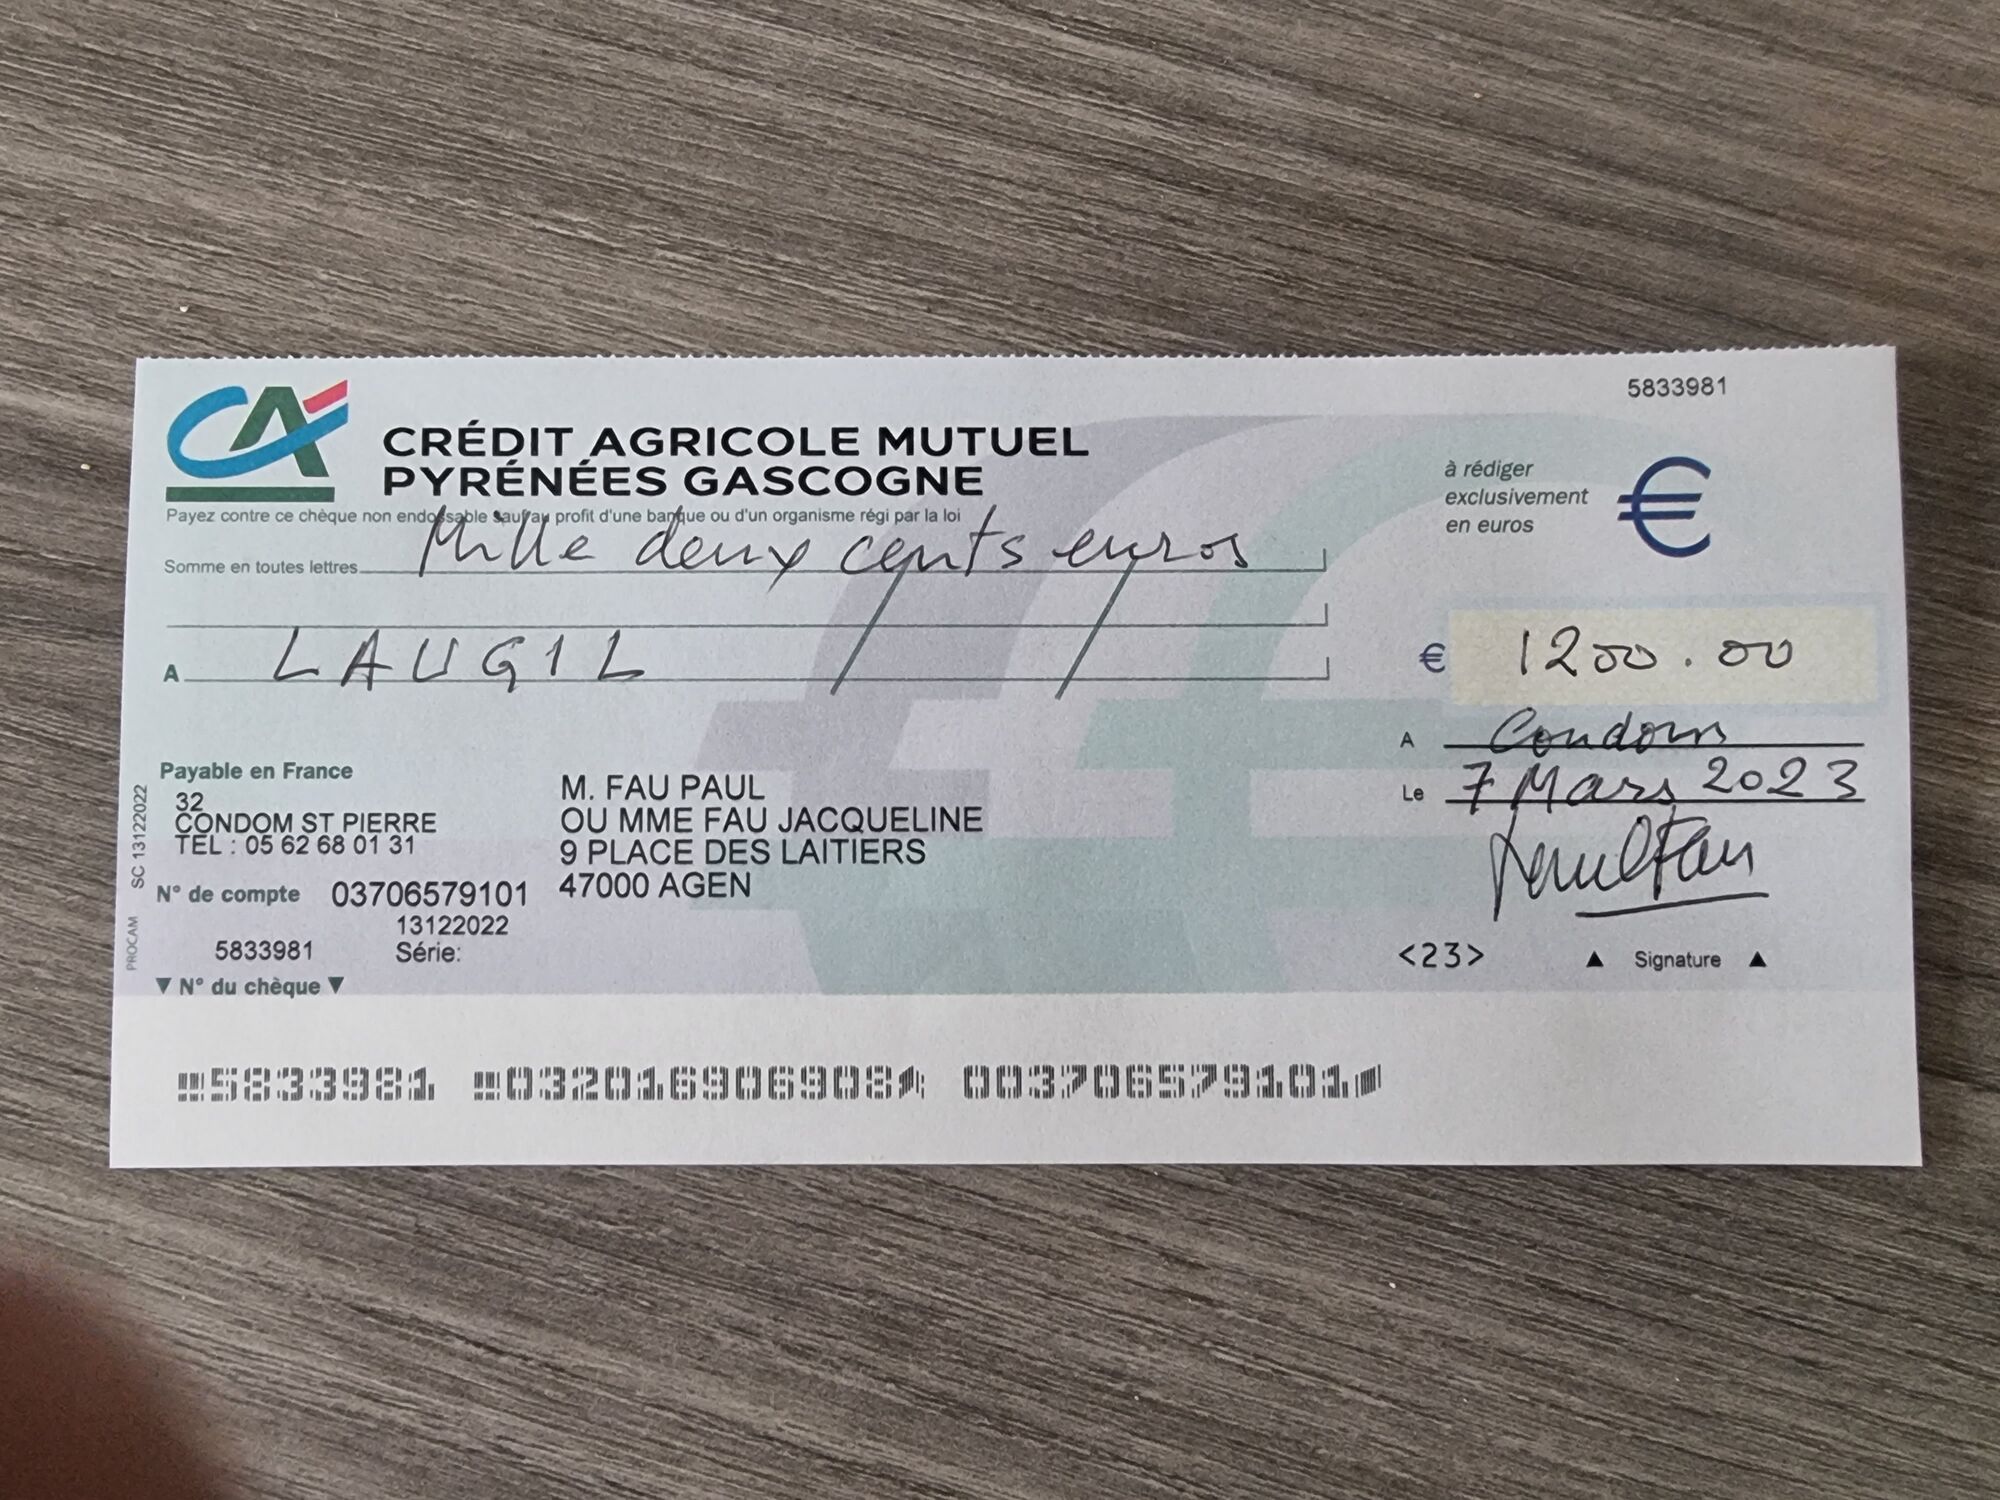 5833981
CA
CRÉDIT AGRICOLE MUTUEL
PYRÉNÉES GASCOGNE
à rédiger
exclusivement
en euros
€
Payez contre ce chèque non endossable sauf au profit d'une banque ou d'un organisme régi par la loi
Somme en toutes lettres Mille deux cents euros
A LAUGIL
€ 1200.00
A Condom
Le 7 Mars 2023
Payable en France
32
CONDOM ST PIERRE
TEL : 05 62 68 01 31
M. FAU PAUL
OU MME FAU JACQUELINE
9 PLACE DES LAITIERS
47000 AGEN
N° de compte 03706579101
13122022
5833981 Série:
▼ N° du chèque ▼
<23>
▲ Signature ▲
PROCAM SC 13122022
5833981 032016906908 003706579101